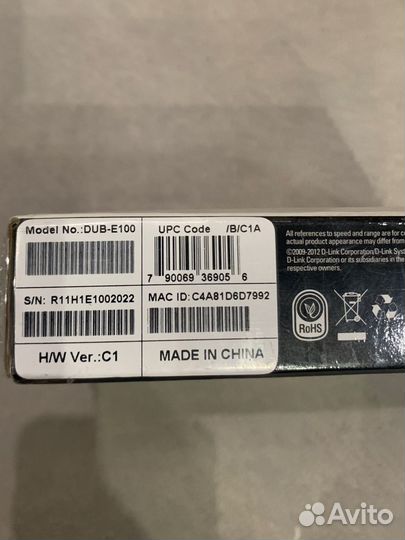 Model No.:DUB-E100
UPC Code /B/C1A
7 90069 36905 6
S/N: R11H1E1002022
MAC ID:C4A81D6D7992
H/W Ver.:C1
MADE IN CHINA
All references to speed and range are for
actual product appearance may differ from
©2009-2012 D-Link Corporation/D-Link Sys
D-Link Corporation or its subsidiaries in the
respective owners.
RoHS
Avito